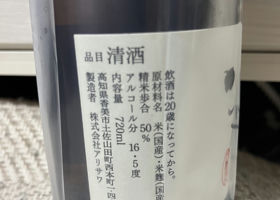 品目 清酒
飲酒は20歳になってから。
原材料名 米(国産)・米麹(国産)
精米歩合 50%
アルコール分 16・5度
内容量 720ml
高知県香美市土佐山田町西本町一四
製造者 株式会社アリサワ